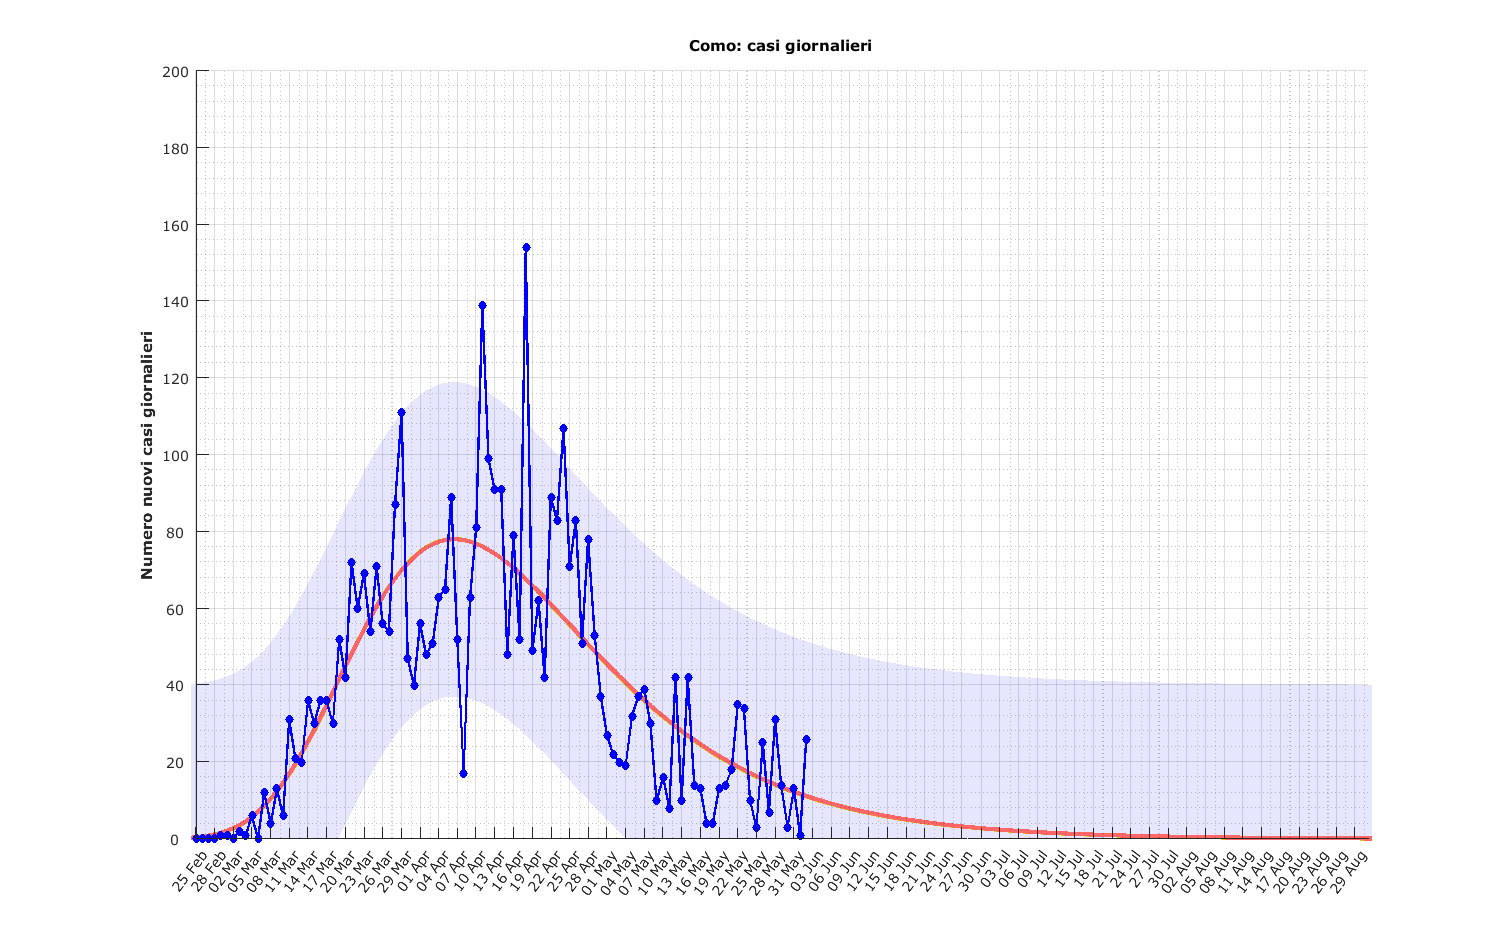 Como: casi giornalieri
Numero nuovi casi giornalieri
200
180
160
140
120
100
80
60
40
20
0
25 Feb
28 Feb
02 Mar
05 Mar
08 Mar
11 Mar
14 Mar
17 Mar
20 Mar
23 Mar
26 Mar
29 Mar
01 Apr
04 Apr
07 Apr
10 Apr
13 Apr
16 Apr
19 Apr
22 Apr
25 Apr
28 Apr
01 May
04 May
07 May
10 May
13 May
16 May
19 May
22 May
25 May
28 May
31 May
03 Jun
06 Jun
09 Jun
12 Jun
15 Jun
18 Jun
21 Jun
24 Jun
27 Jun
30 Jun
03 Jul
06 Jul
09 Jul
12 Jul
15 Jul
18 Jul
21 Jul
24 Jul
27 Jul
30 Jul
02 Aug
05 Aug
08 Aug
11 Aug
14 Aug
17 Aug
20 Aug
23 Aug
26 Aug
29 Aug